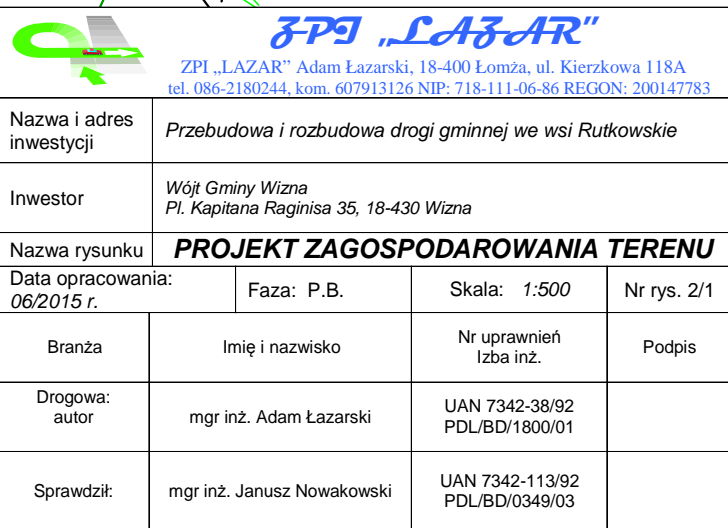 ZPI „LAZAR”
ZPI „LAZAR” Adam Łazarski, 18-400 Łomża, ul. Kierzkowa 118A
tel. 086-2180244, kom. 607913126 NIP: 718-111-06-86 REGON: 200147783
Nazwa i adres
inwestycji
Przebudowa i rozbudowa drogi gminnej we wsi Rutkowskie
Inwestor
Wójt Gminy Wizna
Pl. Kapitana Raginisa 35, 18-430 Wizna
Nazwa rysunku
PROJEKT ZAGOSPODAROWANIA TERENU
Data opracowania:
06/2015 r.
Faza: P.B.
Skala: 1:500
Nr rys. 2/1
Branża
Imię i nazwisko
Nr uprawnień
Izba inż.
Podpis
Drogowa:
autor
mgr inż. Adam Łazarski
UAN 7342-38/92
PDL/BD/1800/01
Sprawdził:
mgr inż. Janusz Nowakowski
UAN 7342-113/92
PDL/BD/0349/03